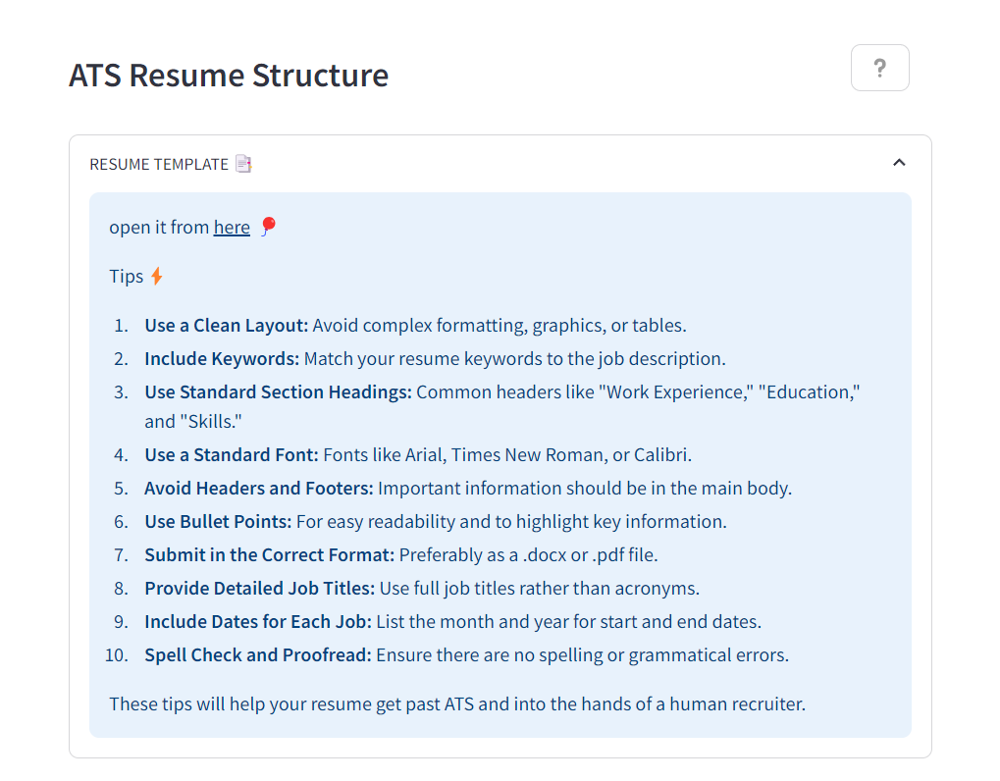 ATS Resume Structure
?
RESUME TEMPLATE 📑
open it from here 🎈
Tips ⚡
1. Use a Clean Layout: Avoid complex formatting, graphics, or tables.
2. Include Keywords: Match your resume keywords to the job description.
3. Use Standard Section Headings: Common headers like "Work Experience," "Education,"
and "Skills."
4. Use a Standard Font: Fonts like Arial, Times New Roman, or Calibri.
5. Avoid Headers and Footers: Important information should be in the main body.
6. Use Bullet Points: For easy readability and to highlight key information.
7. Submit in the Correct Format: Preferably as a .docx or .pdf file.
8. Provide Detailed Job Titles: Use full job titles rather than acronyms.
9. Include Dates for Each Job: List the month and year for start and end dates.
10. Spell Check and Proofread: Ensure there are no spelling or grammatical errors.
These tips will help your resume get past ATS and into the hands of a human recruiter.